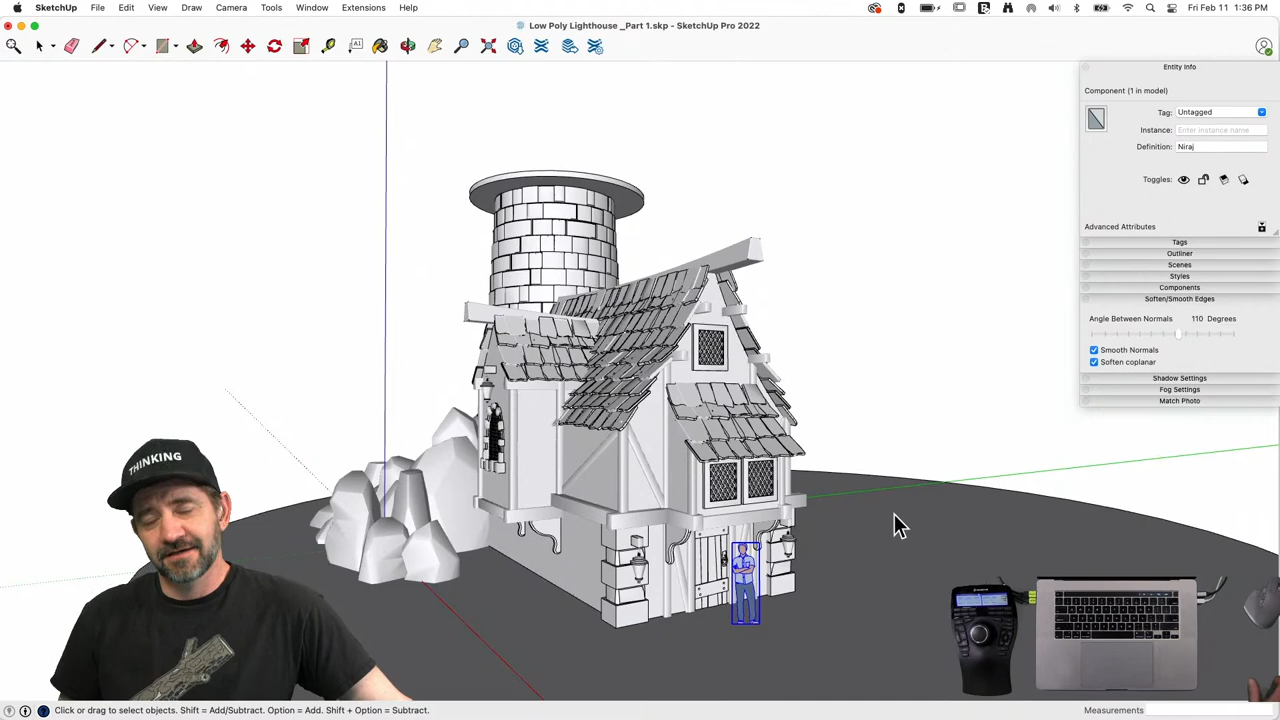 SketchUp File Edit View Draw Camera Tools Window Extensions Help Fri Feb 11 1:36 PM
Low Poly Lighthouse _Part 1.skp - SketchUp Pro 2022
Entity Info
Component (1 in model)
Tag: Untagged
Instance: Enter instance name
Definition: Niraj
Toggles:
Advanced Attributes
Tags
Outliner
Scenes
Styles
Components
Soften/Smooth Edges
Angle Between Normals 110 Degrees
Smooth Normals
Soften coplanar
Shadow Settings
Fog Settings
Match Photo
THINKING
Click or drag to select objects. Shift = Add/Subtract. Option = Add. Shift + Option = Subtract.
Measurements